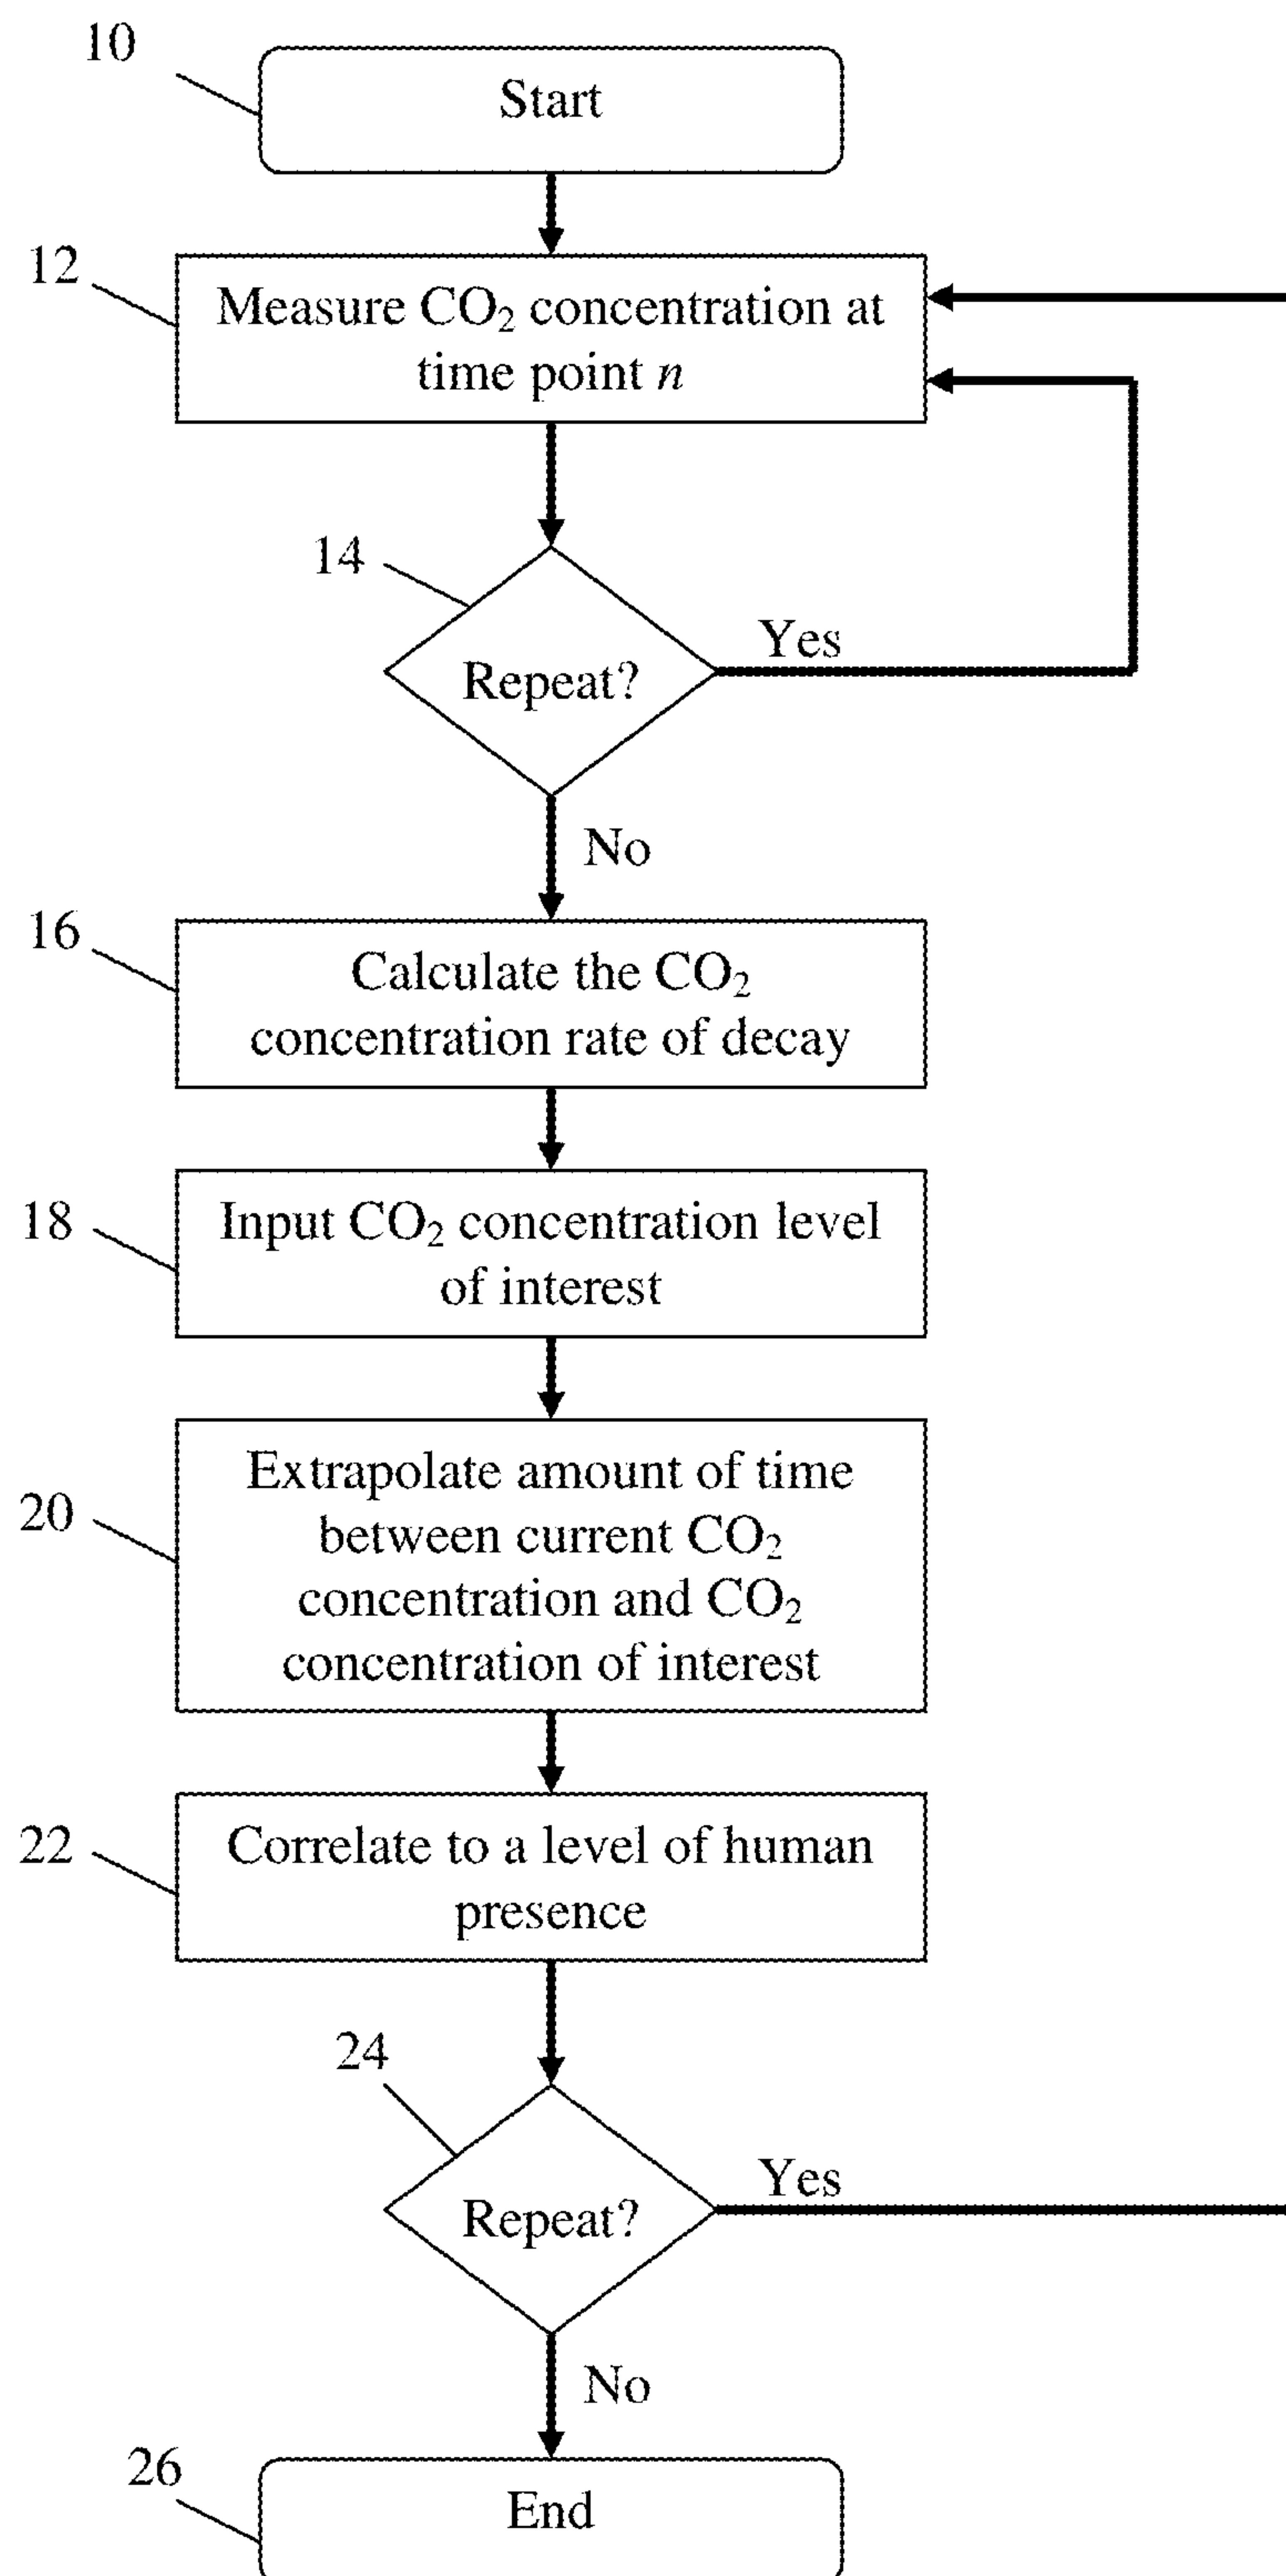 10
Start
12
Measure CO₂ concentration at
time point n
14
Repeat?
Yes
No
16
Calculate the CO₂
concentration rate of decay
18
Input CO₂ concentration level
of interest
20
Extrapolate amount of time
between current CO₂
concentration and CO₂
concentration of interest
22
Correlate to a level of human
presence
24
Repeat?
Yes
No
26
End